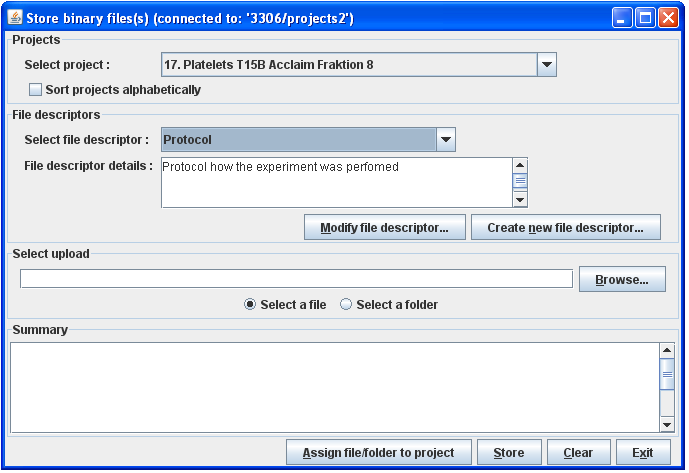 Store binary files(s) (connected to: '3306/projects2')
Projects
Select project : 17. Platelets T15B Acclaim Fraktion 8
Sort projects alphabetically
File descriptors
Select file descriptor : Protocol
File descriptor details : Protocol how the experiment was perfomed
Modify file descriptor... Create new file descriptor...
Select upload
Browse...
Select a file Select a folder
Summary
Assign file/folder to project Store Clear Exit